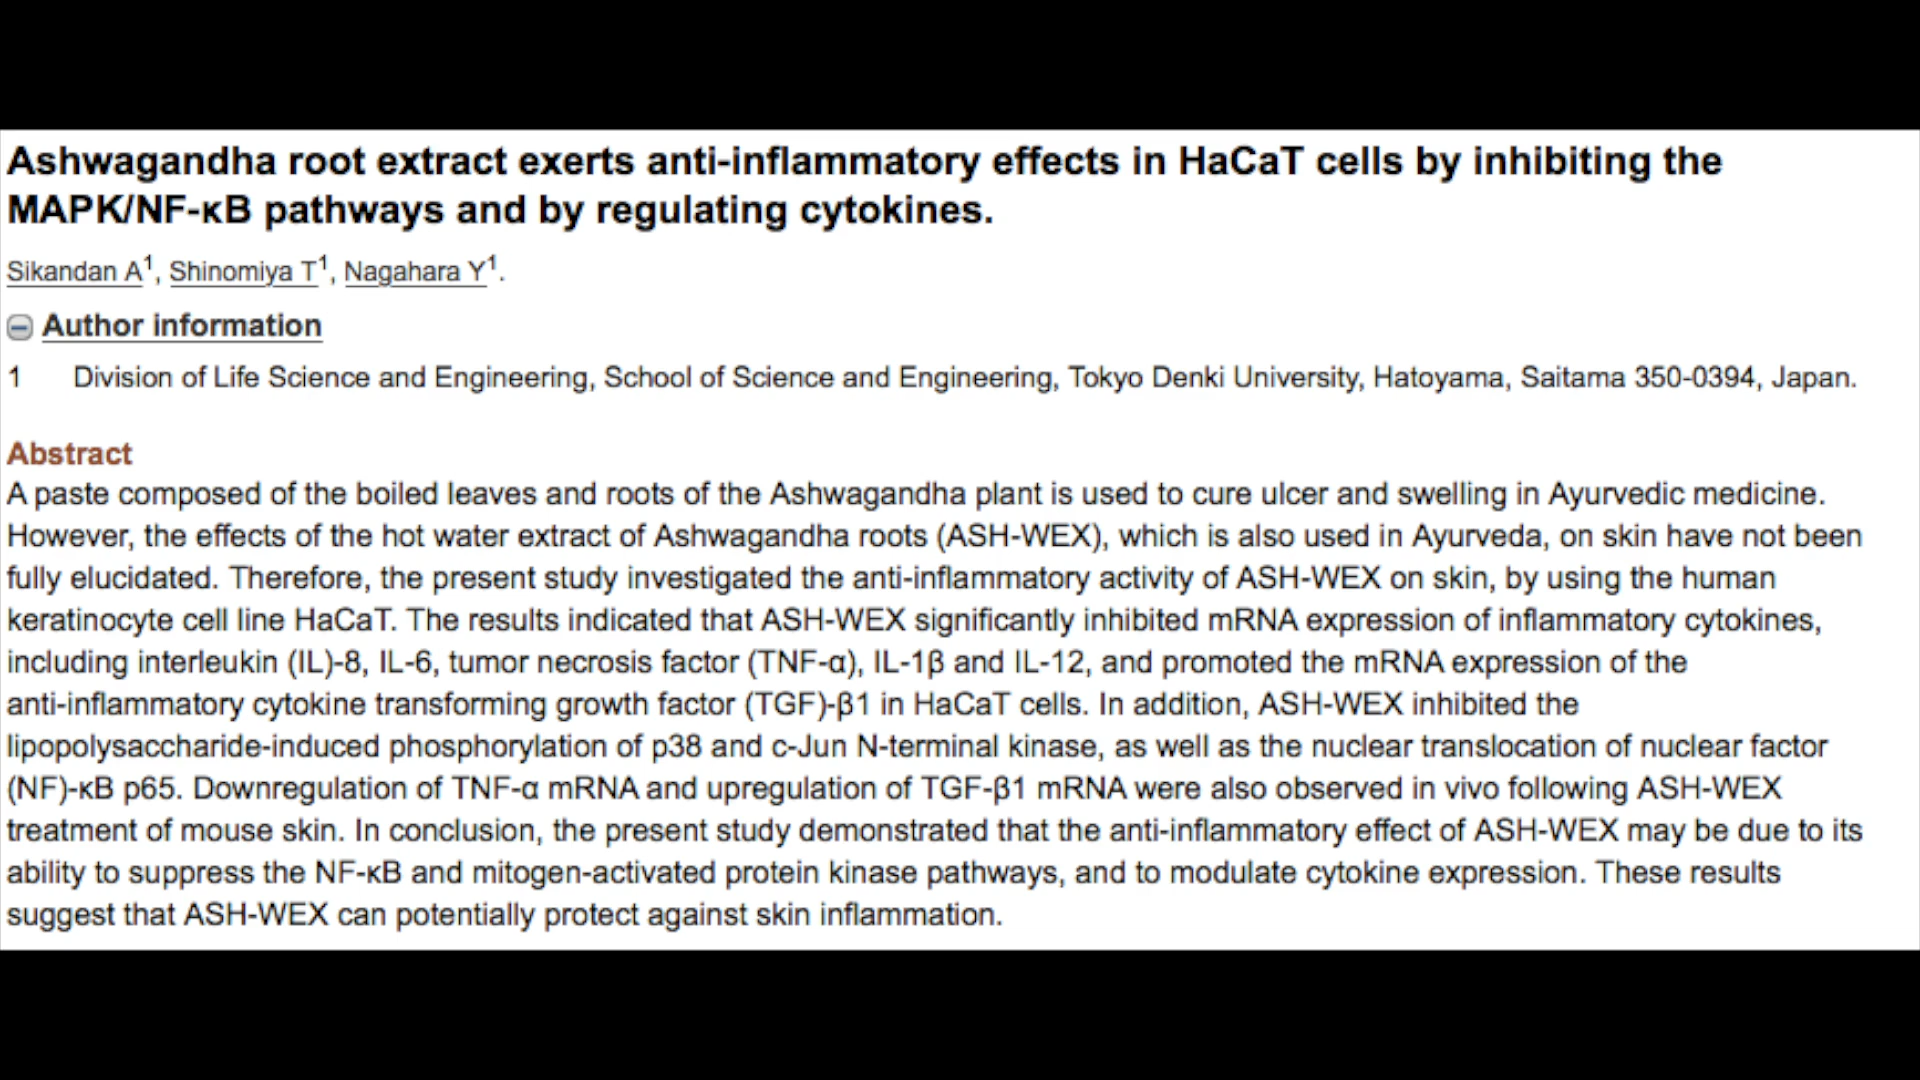 Ashwagandha root extract exerts anti-inflammatory effects in HaCaT cells by inhibiting the
MAPK/NF-κB pathways and by regulating cytokines.
Sikandan A1, Shinomiya T1, Nagahara Y1.
Author information
1 Division of Life Science and Engineering, School of Science and Engineering, Tokyo Denki University, Hatoyama, Saitama 350-0394, Japan.
Abstract
A paste composed of the boiled leaves and roots of the Ashwagandha plant is used to cure ulcer and swelling in Ayurvedic medicine.
However, the effects of the hot water extract of Ashwagandha roots (ASH-WEX), which is also used in Ayurveda, on skin have not been
fully elucidated. Therefore, the present study investigated the anti-inflammatory activity of ASH-WEX on skin, by using the human
keratinocyte cell line HaCaT. The results indicated that ASH-WEX significantly inhibited mRNA expression of inflammatory cytokines,
including interleukin (IL)-8, IL-6, tumor necrosis factor (TNF-α), IL-1β and IL-12, and promoted the mRNA expression of the
anti-inflammatory cytokine transforming growth factor (TGF)-β1 in HaCaT cells. In addition, ASH-WEX inhibited the
lipopolysaccharide-induced phosphorylation of p38 and c-Jun N-terminal kinase, as well as the nuclear translocation of nuclear factor
(NF)-κB p65. Downregulation of TNF-α mRNA and upregulation of TGF-β1 mRNA were also observed in vivo following ASH-WEX
treatment of mouse skin. In conclusion, the present study demonstrated that the anti-inflammatory effect of ASH-WEX may be due to its
ability to suppress the NF-κB and mitogen-activated protein kinase pathways, and to modulate cytokine expression. These results
suggest that ASH-WEX can potentially protect against skin inflammation.